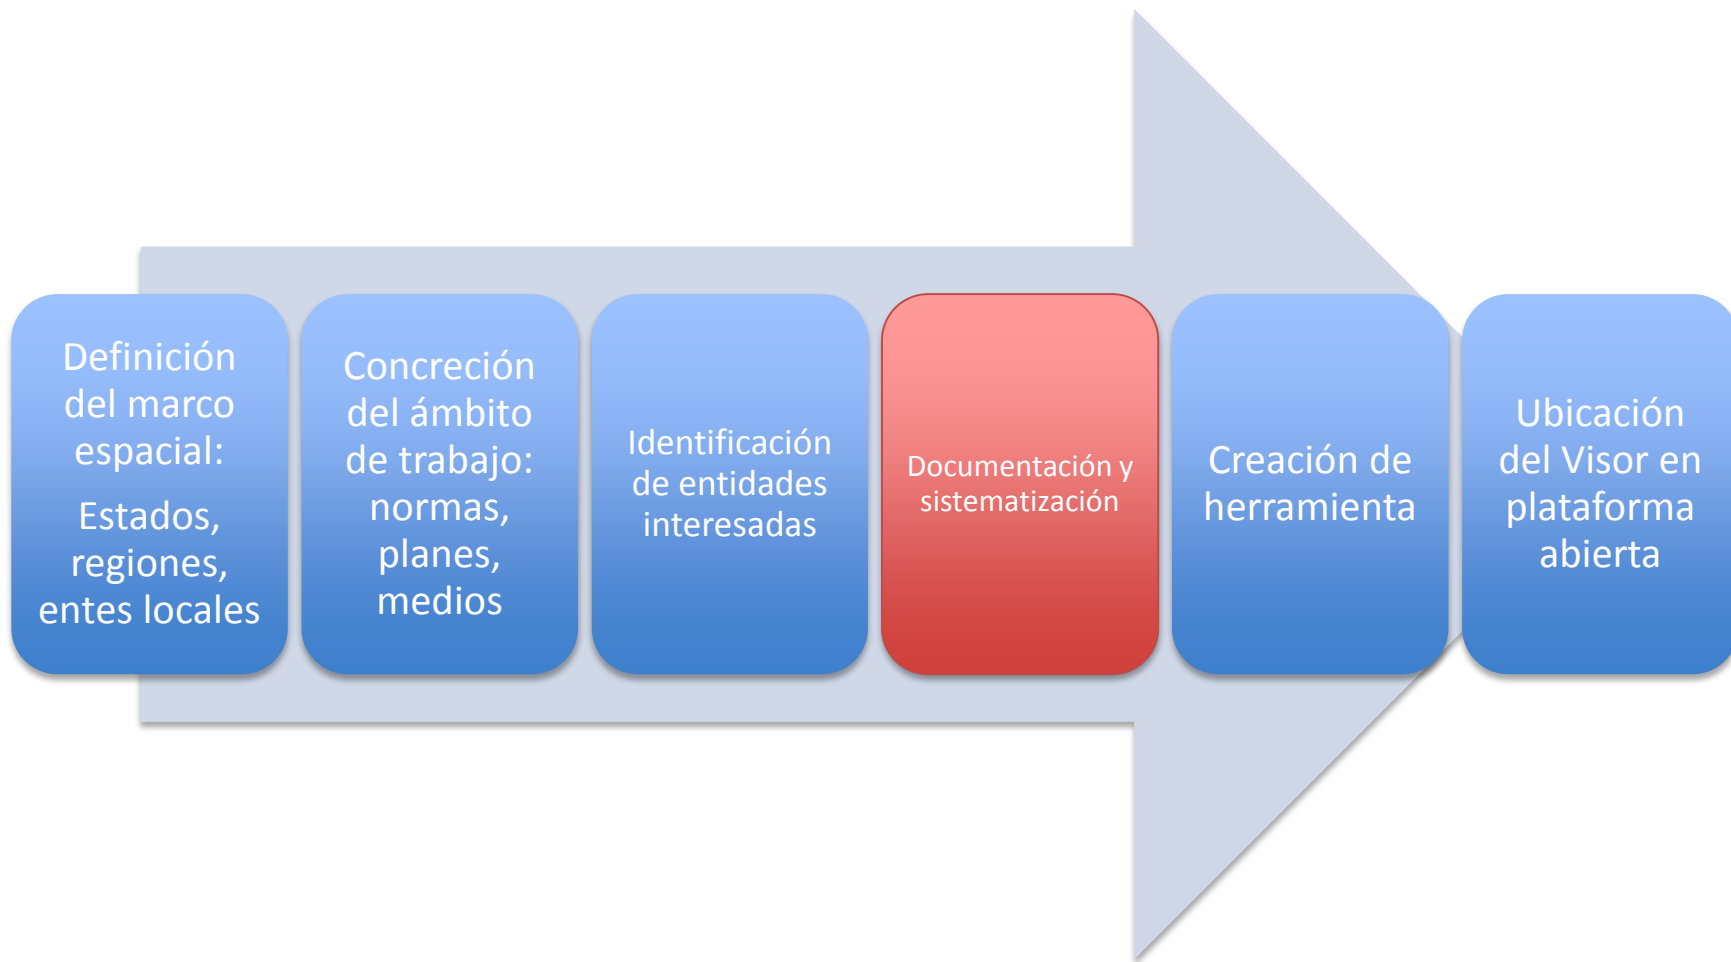 Definición
del marco
espacial:
Estados,
regiones,
entes locales
Concreción
del ámbito
de trabajo:
normas,
planes,
medios
Identificación
de entidades
interesadas
Documentación y
sistematización
Creación de
herramienta
Ubicación
del Visor en
plataforma
abierta